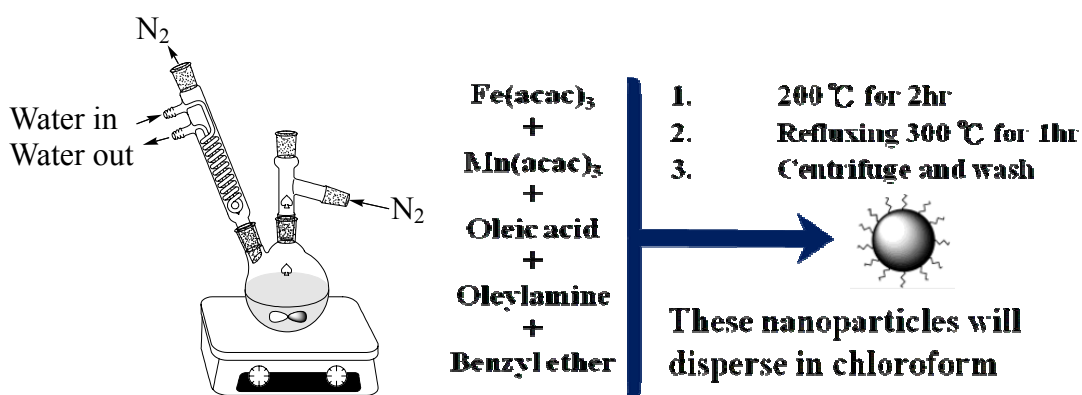 N₂
Water in
Water out
N₂
Fe(acac)₃
+
Mn(acac)₃
+
Oleic acid
+
Oleylamine
+
Benzyl ether
1. 200 ℃ for 2hr
2. Refluxing 300 ℃ for 1hr
3. Centrifuge and wash
These nanoparticles will
disperse in chloroform